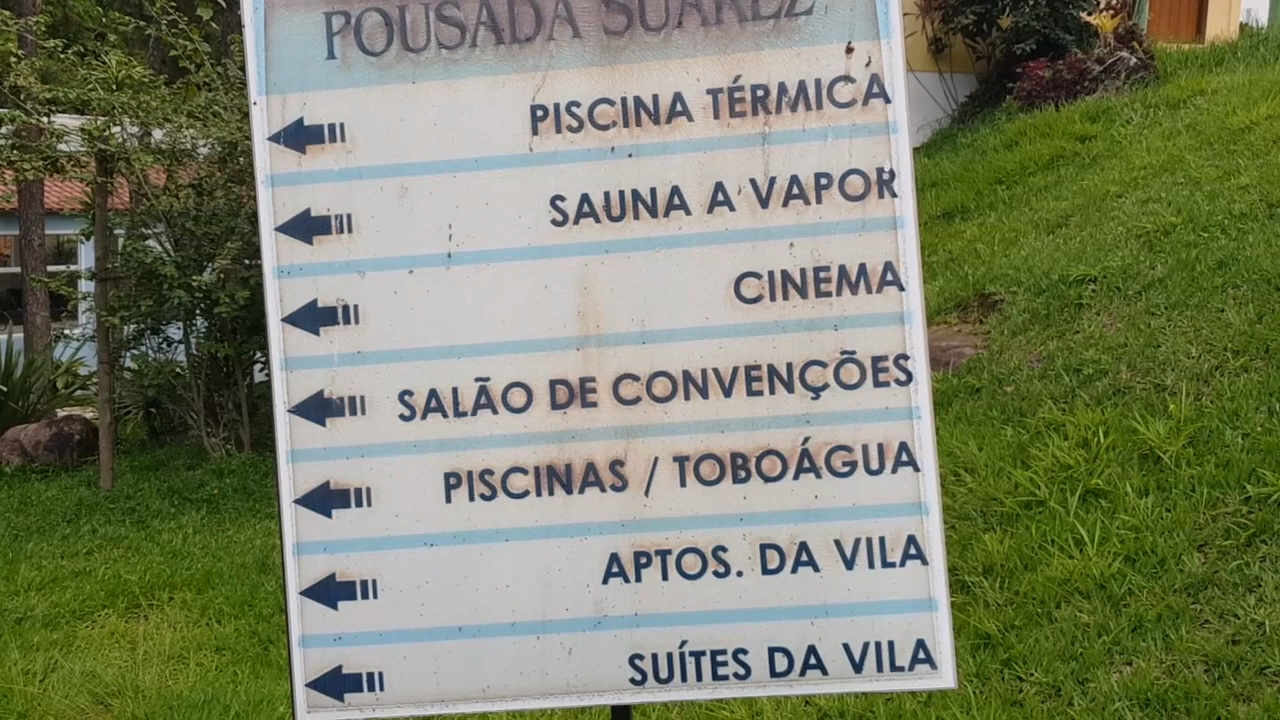 POUSADA SUAREZ
PISCINA TÉRMICA
SAUNA A VAPOR
CINEMA
SALÃO DE CONVENÇÕES
PISCINAS / TOBOÁGUA
APTOS. DA VILA
SUÍTES DA VILA